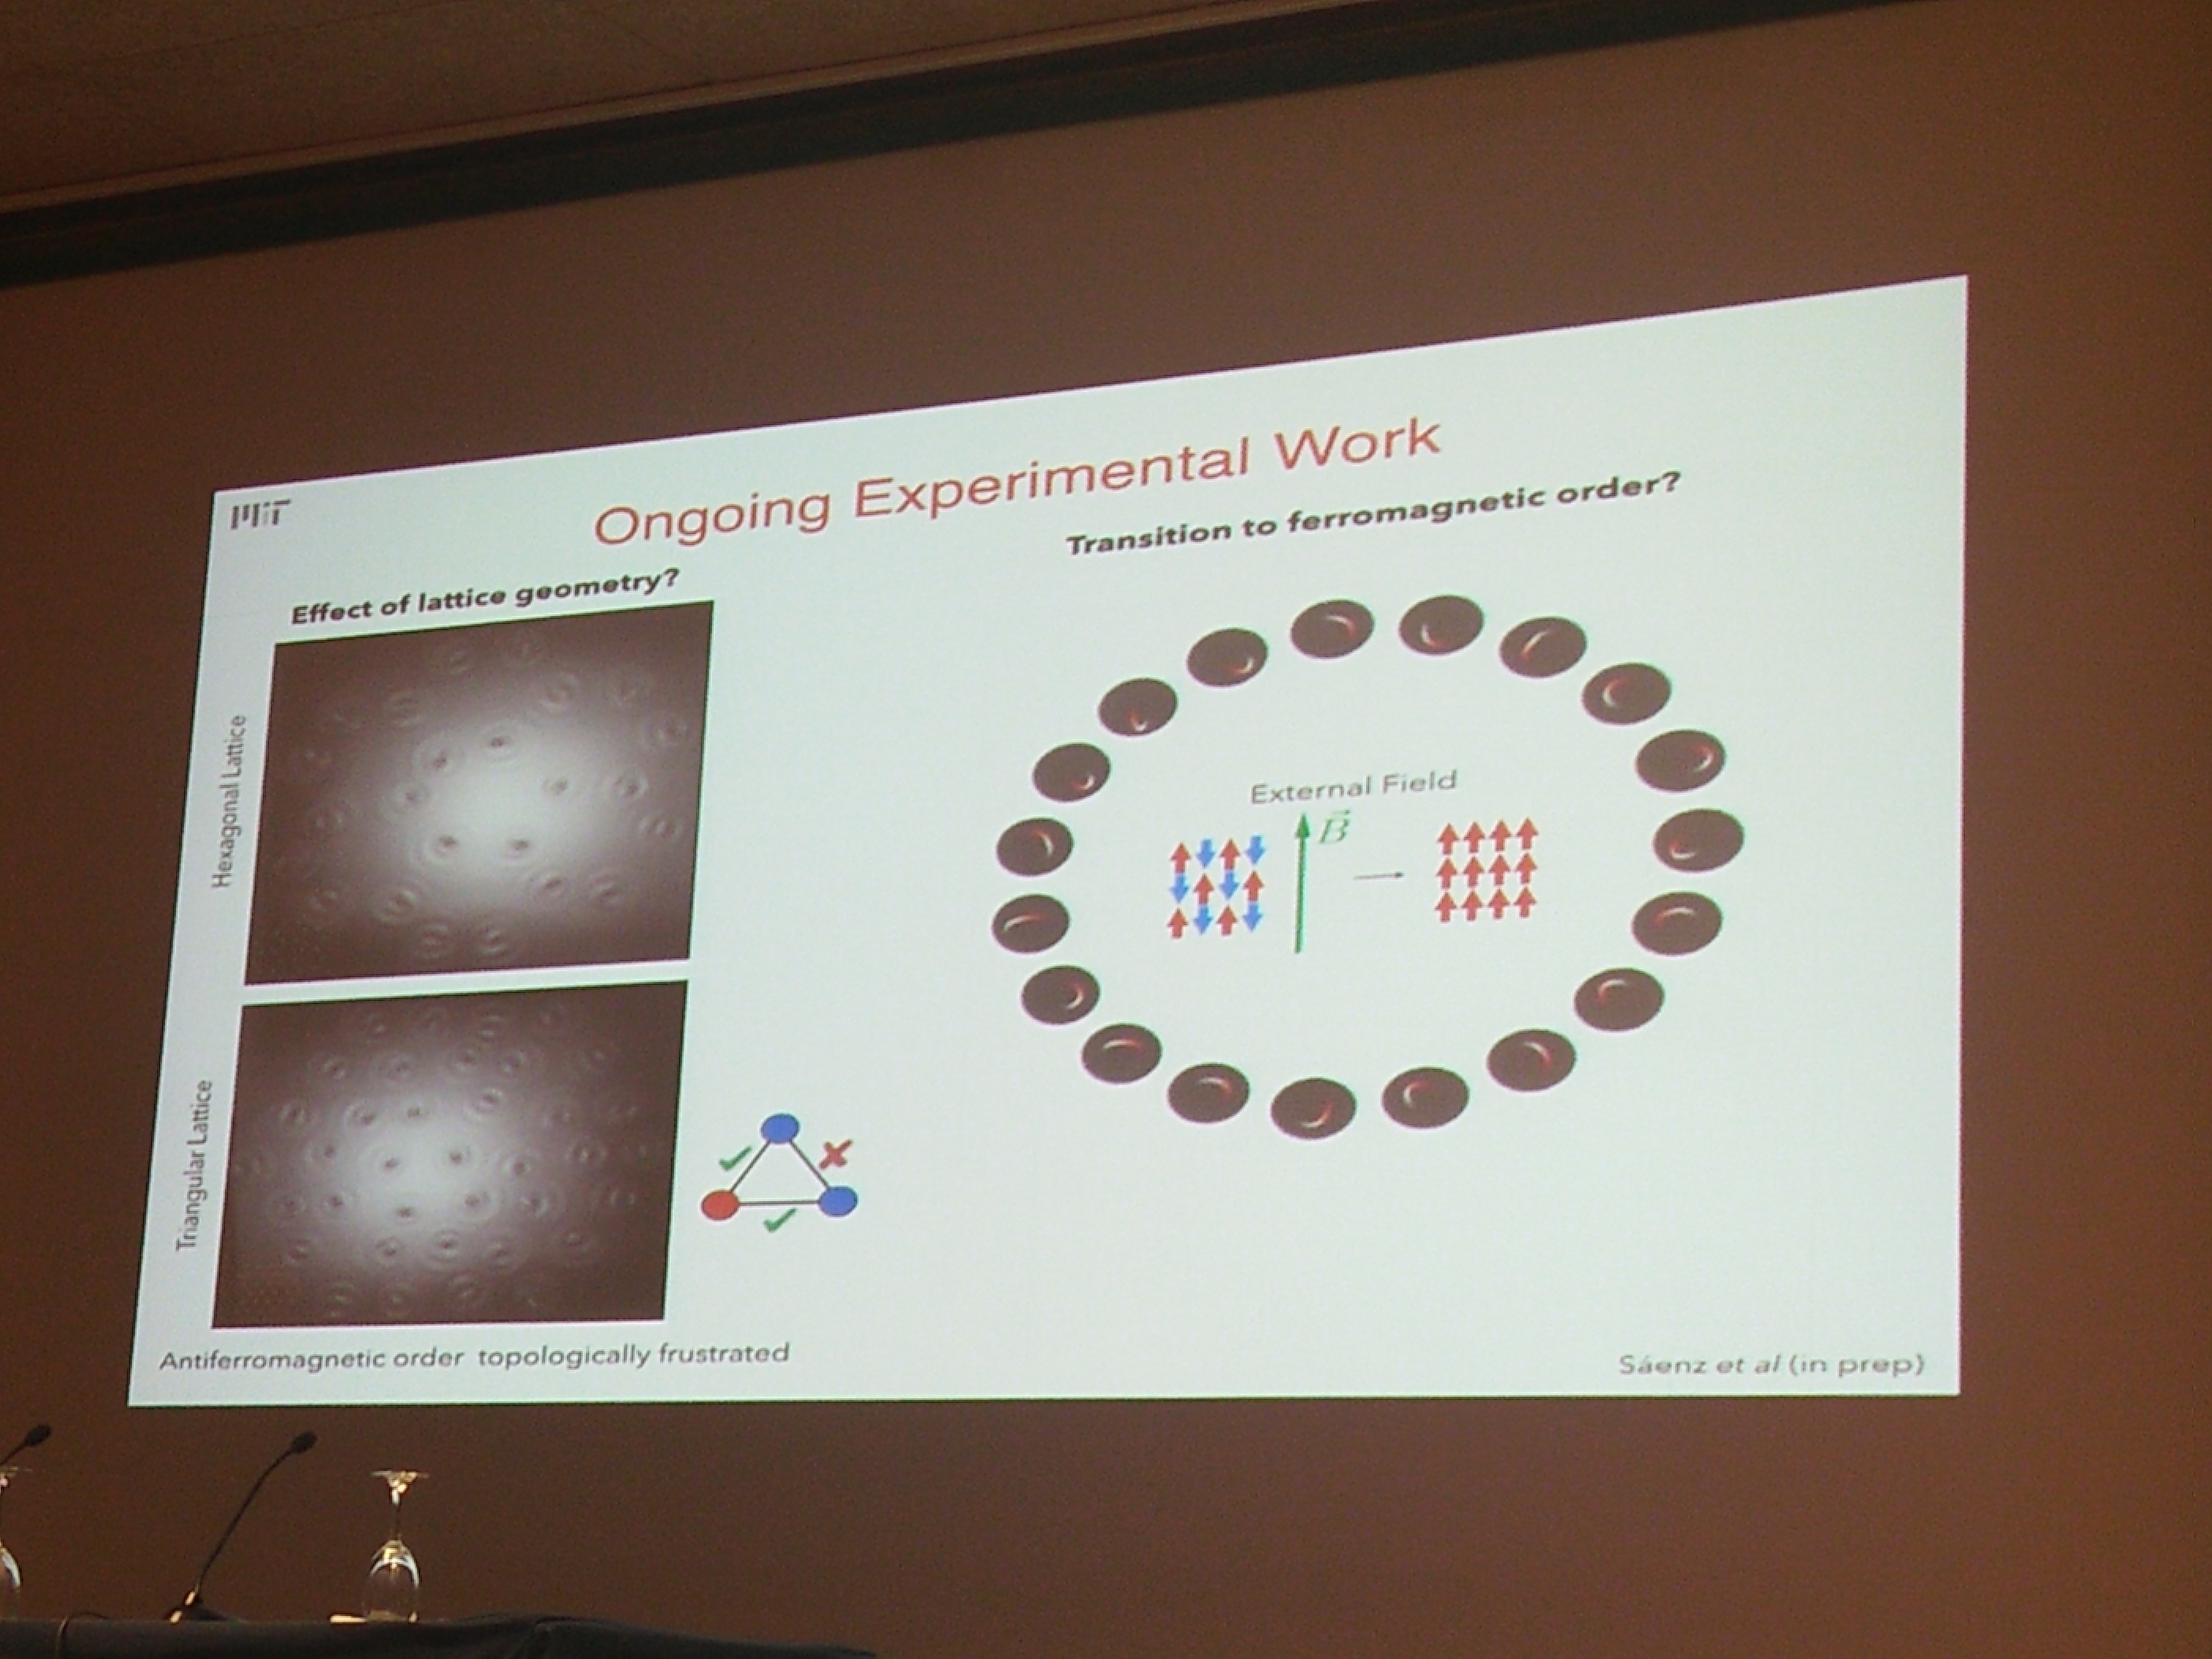 MIT
Ongoing Experimental Work
Effect of lattice geometry?
Transition to ferromagnetic order?
Hexagonal Lattice
Triangular Lattice
External Field
B⃗
Antiferromagnetic order topologically frustrated
Sáenz et al (in prep)